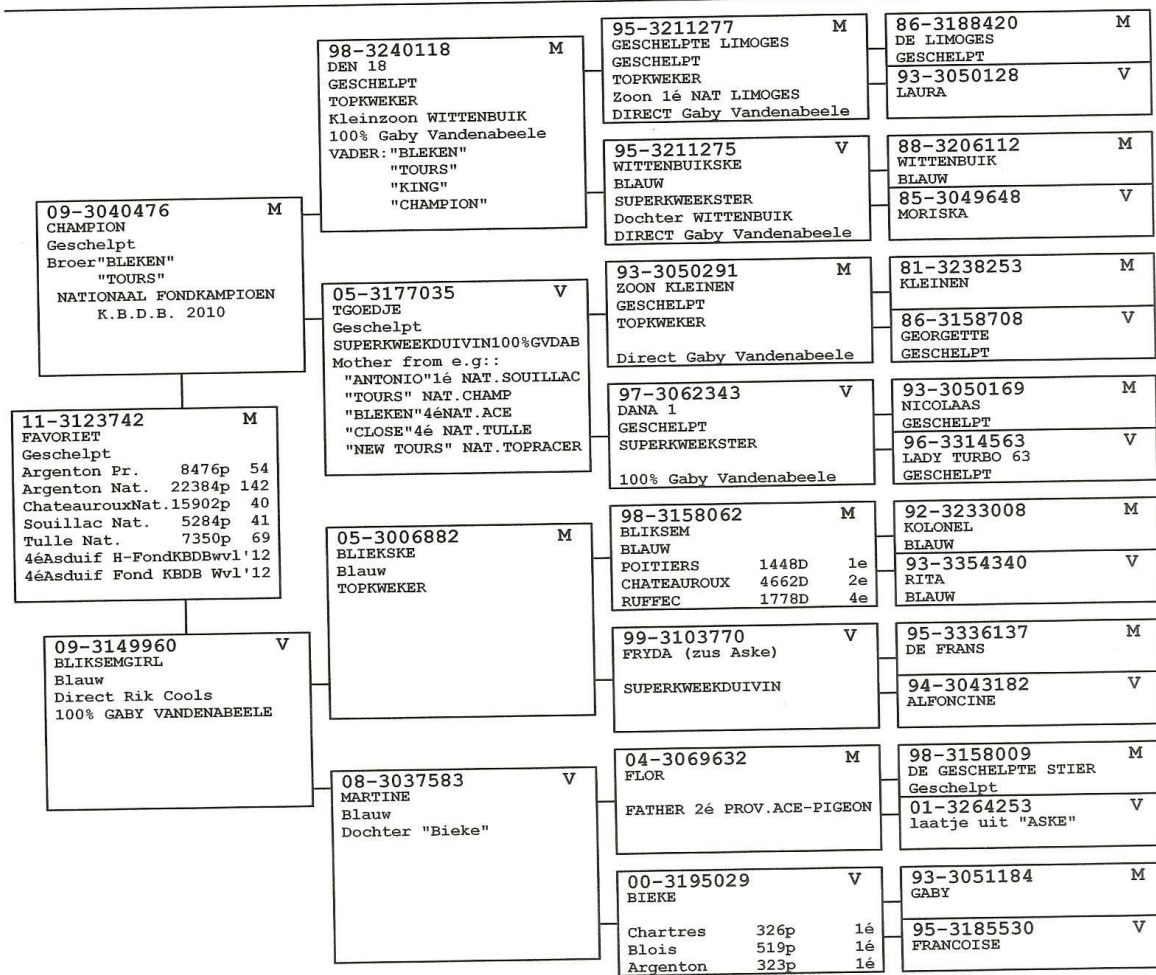 11-3123742 M
FAVORIET
Geschelpt
Argenton Pr. 8476p 54
Argenton Nat. 22384p 142
ChateaurouxNat.15902p 40
Souillac Nat. 5284p 41
Tulle Nat. 7350p 69
4éAsduif H-FondKBDBwvl'12
4éAsduif Fond KBDB Wvl'12
09-3040476 M
CHAMPION
Geschelpt
Broer"BLEKEN"
"TOURS"
NATIONAAL FONDKAMPIOEN
K.B.D.B. 2010
09-3149960 V
BLIKSEMGIRL
Blauw
Direct Rik Cools
100% GABY VANDENABEELE
98-3240118 M
DEN 18
GESCHELPT
TOPKWEKER
Kleinzoon WITTENBUIK
100% Gaby Vandenabeele
VADER:"BLEKEN"
"TOURS"
"KING"
"CHAMPION"
05-3177035 V
TGOEDJE
Geschelpt
SUPERKWEEKDUIVIN100%GVDAB
Mother from e.g::
"ANTONIO"1é NAT.SOUILLAC
"TOURS" NAT.CHAMP
"BLEKEN"4éNAT.ACE
"CLOSE"4é NAT.TULLE
"NEW TOURS" NAT.TOPRACER
05-3006882 M
BLIEKSKE
Blauw
TOPKWEKER
08-3037583 V
MARTINE
Blauw
Dochter "Bieke"
95-3211277 M
GESCHELPTE LIMOGES
GESCHELPT
TOPKWEKER
Zoon 1é NAT LIMOGES
DIRECT Gaby Vandenabeele
95-3211275 V
WITTENBUIKSKE
BLAUW
SUPERKWEEKSTER
Dochter WITTENBUIK
DIRECT Gaby Vandenabeele
93-3050291 M
ZOON KLEINEN
GESCHELPT
TOPKWEKER
Direct Gaby Vandenabeele
97-3062343 V
DANA 1
GESCHELPT
SUPERKWEEKSTER
100% Gaby Vandenabeele
98-3158062 M
BLIKSEM
BLAUW
POITIERS 1448D 1e
CHATEAUROUX 4662D 2e
RUFFEC 1778D 4e
99-3103770 V
FRYDA (zus Aske)
SUPERKWEEKDUIVIN
04-3069632 M
FLOR
FATHER 2é PROV.ACE-PIGEON
00-3195029 V
BIEKE
Chartres 326p 1é
Blois 519p 1é
Argenton 323p 1é
86-3188420 M
DE LIMOGES
GESCHELPT
93-3050128 V
LAURA
88-3206112 M
WITTENBUIK
BLAUW
85-3049648 V
MORISKA
81-3238253 M
KLEINEN
86-3158708 V
GEORGETTE
GESCHELPT
93-3050169 M
NICOLAAS
GESCHELPT
96-3314563 V
LADY TURBO 63
GESCHELPT
92-3233008 M
KOLONEL
BLAUW
93-3354340 V
RITA
BLAUW
95-3336137 M
DE FRANS
94-3043182 V
ALFONCINE
98-3158009 M
DE GESCHELPTE STIER
Geschelpt
01-3264253 V
laatje uit "ASKE"
93-3051184 M
GABY
95-3185530 V
FRANCOISE